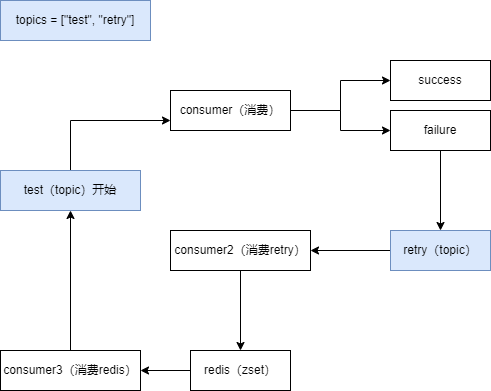 topics = ["test", "retry"]
success
consumer（消费）
failure
test（topic）开始
consumer2（消费retry）
retry（topic）
consumer3（消费redis）
redis（zset）